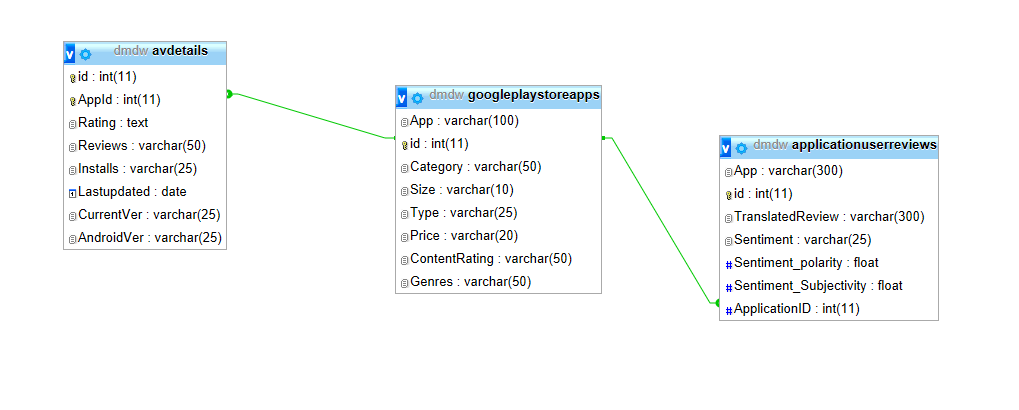 v dmdw avdetails
id : int(11)
AppId : int(11)
Rating : text
Reviews : varchar(50)
Installs : varchar(25)
Lastupdated : date
CurrentVer : varchar(25)
AndroidVer : varchar(25)
v dmdw googleplaystoreapps
App : varchar(100)
id : int(11)
Category : varchar(50)
Size : varchar(10)
Type : varchar(25)
Price : varchar(20)
ContentRating : varchar(50)
Genres : varchar(50)
v dmdw applicationuserreviews
App : varchar(300)
id : int(11)
TranslatedReview : varchar(300)
Sentiment : varchar(25)
# Sentiment_polarity : float
# Sentiment_Subjectivity : float
# ApplicationID : int(11)